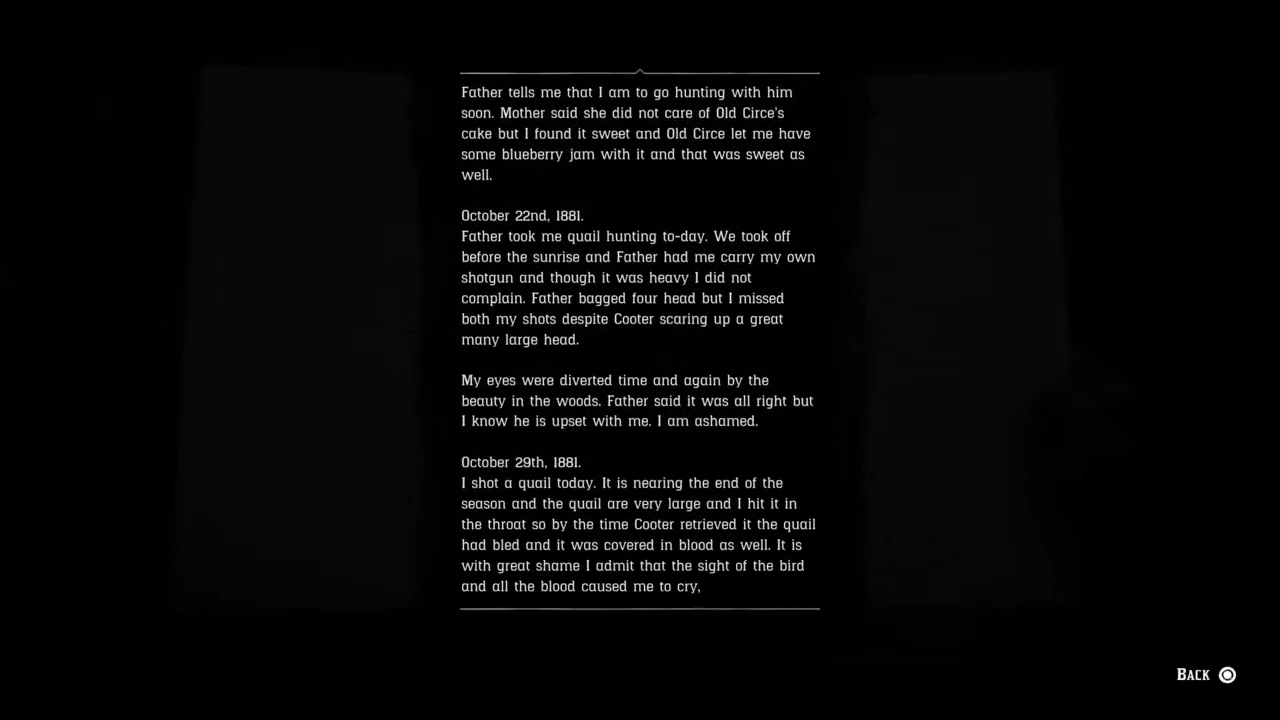 Father tells me that I am to go hunting with him
soon. Mother said she did not care of Old Circe's
cake but I found it sweet and Old Circe let me have
some blueberry jam with it and that was sweet as
well.
October 22nd, 1881.
Father took me quail hunting to-day. We took off
before the sunrise and Father had me carry my own
shotgun and though it was heavy I did not
complain. Father bagged four head but I missed
both my shots despite Cooter scaring up a great
many large head.
My eyes were diverted time and again by the
beauty in the woods. Father said it was all right but
I know he is upset with me. I am ashamed.
October 29th, 1881.
I shot a quail today. It is nearing the end of the
season and the quail are very large and I hit it in
the throat so by the time Cooter retrieved it the quail
had bled and it was covered in blood as well. It is
with great shame I admit that the sight of the bird
and all the blood caused me to cry,
Back